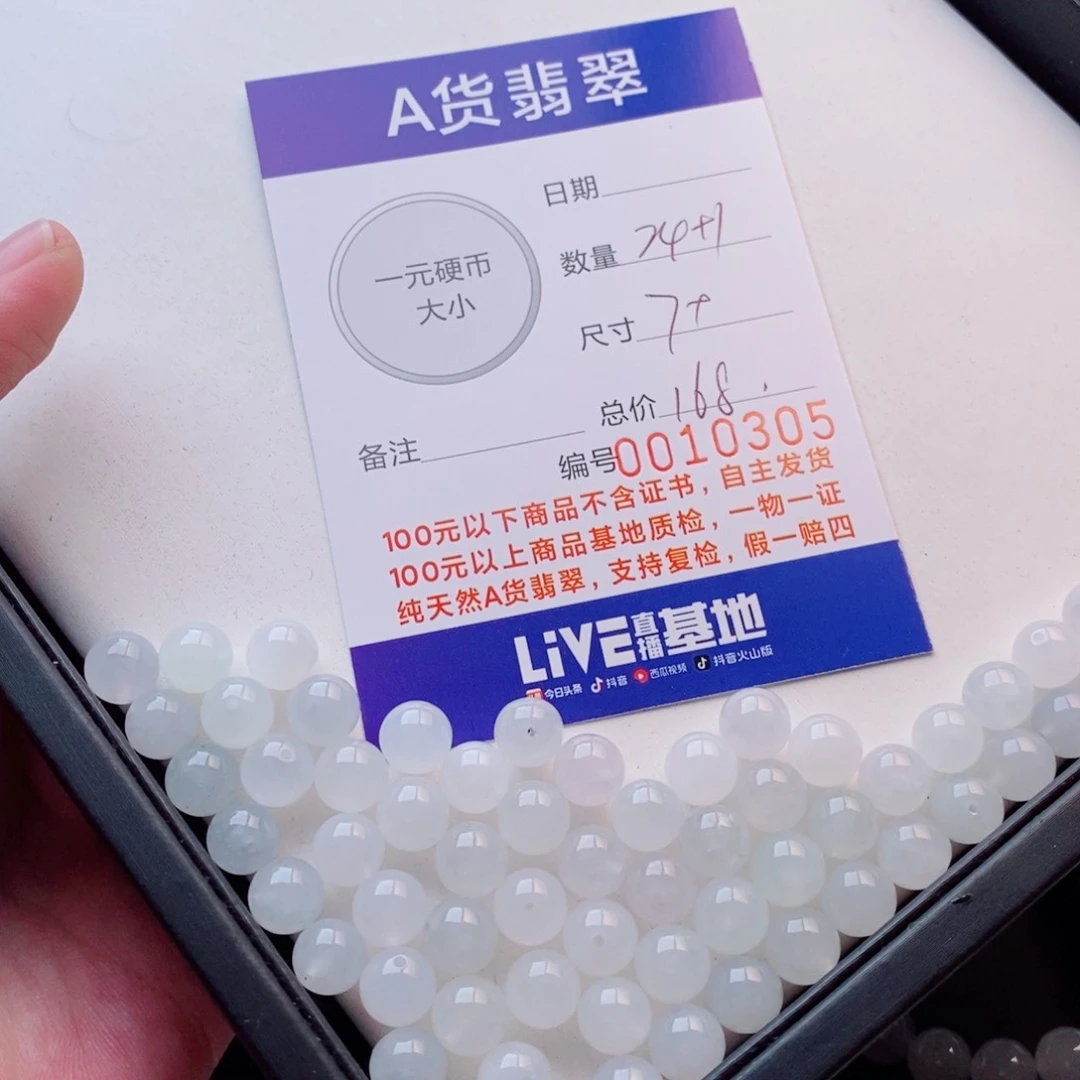 A货翡翠
日期
一元硬币
大小
数量 24+1
尺寸 7+
总价 168.
备注
编号0010305
100元以下商品不含证书，自主发货
100元以上商品基地质检，一物一证
纯天然A货翡翠，支持复检，假一赔四
LiVE直播基地
今日头条 抖音 西瓜视频 抖音火山版